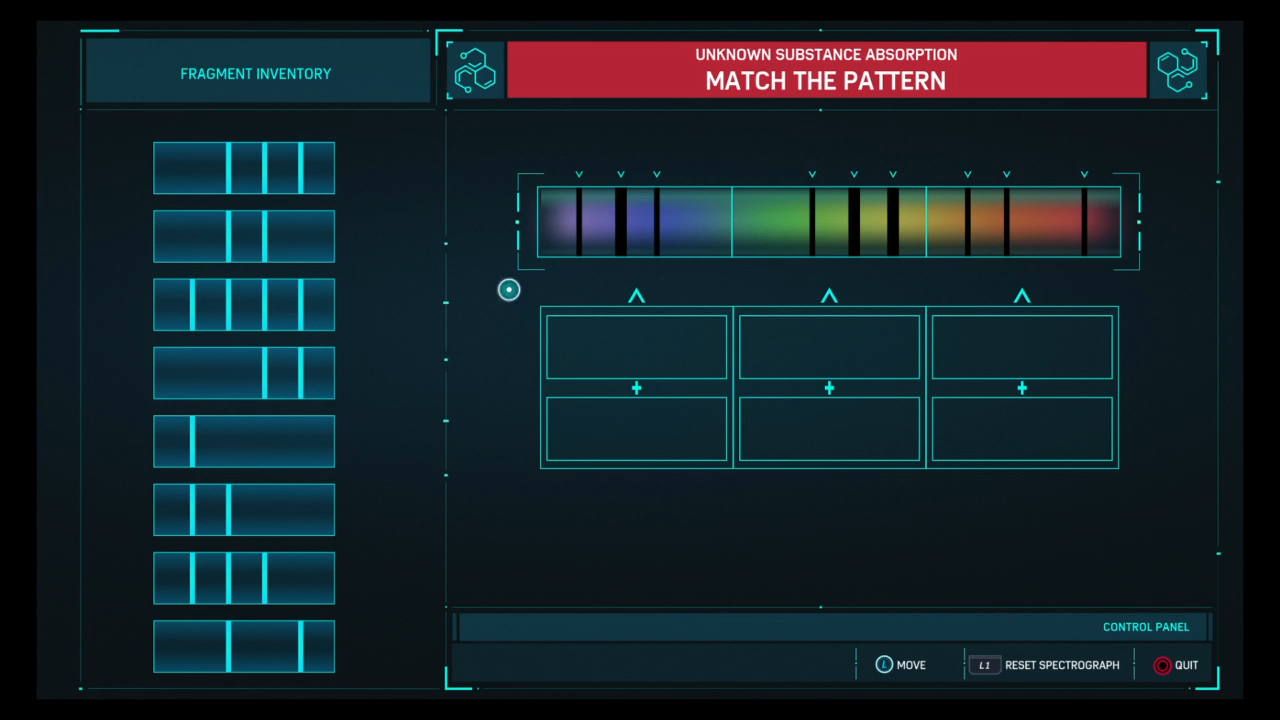 FRAGMENT INVENTORY
UNKNOWN SUBSTANCE ABSORPTION
MATCH THE PATTERN
CONTROL PANEL
L MOVE
L1 RESET SPECTROGRAPH
QUIT